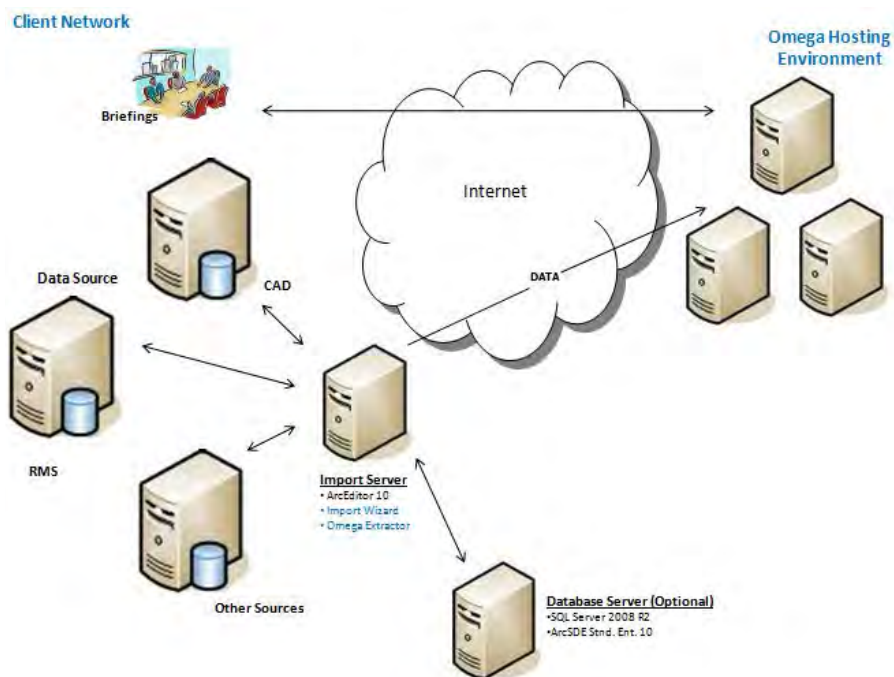 Client Network
Omega Hosting
Environment
Briefings
Internet
Data Source
CAD
DATA
RMS
Import Server
• ArcEditor 10
• Import Wizard
• Omega Extractor
Other Sources
Database Server (Optional)
•SQL Server 2008 R2
•ArcSDE Stnd. Ent. 10